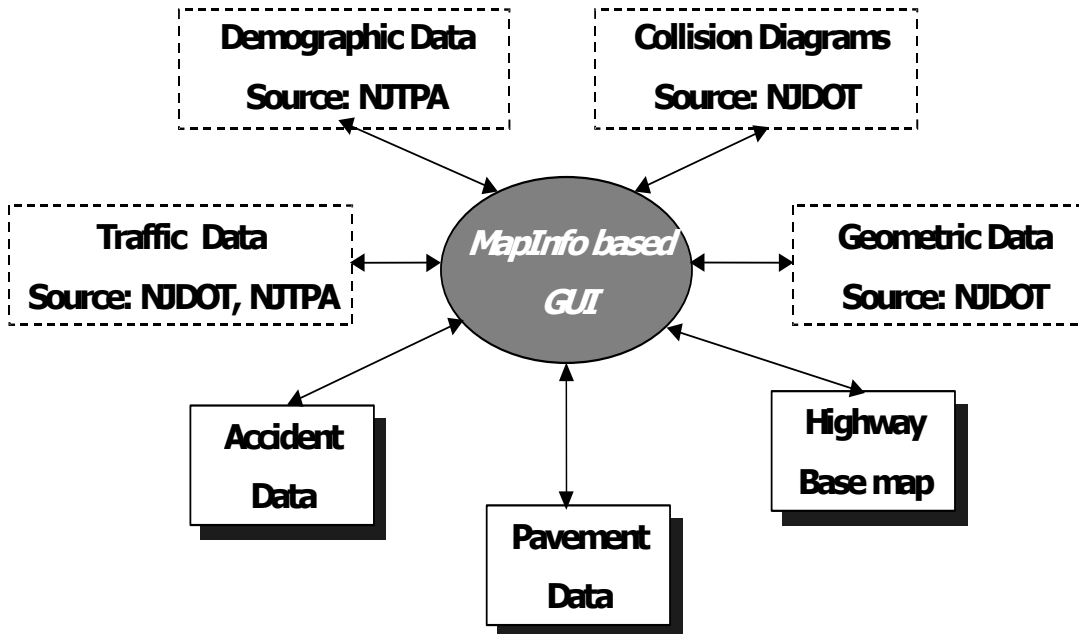 Demographic Data
Source: NJTPA
Collision Diagrams
Source: NJDOT
Traffic Data
Source: NJDOT, NJTPA
MapInfo based
GUI
Geometric Data
Source: NJDOT
Accident
Data
Pavement
Data
Highway
Base map